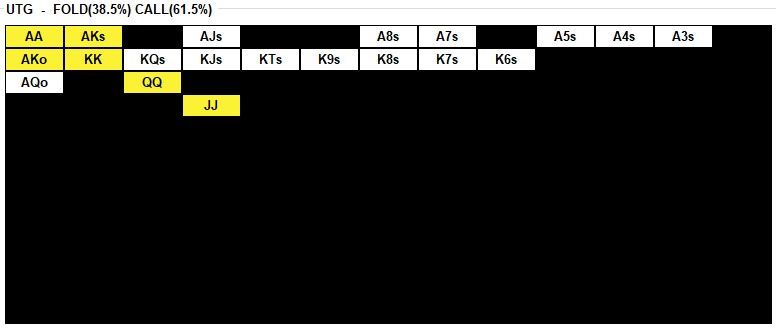 UTG - FOLD(38.5%) CALL(61.5%)
AA AKs AJs A8s A7s A5s A4s A3s
AKo KK KQs KJs KTs K9s K8s K7s K6s
AQo QQ
JJ